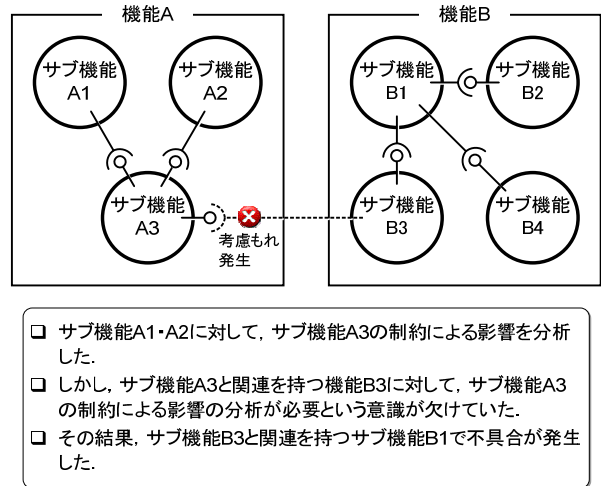 機能A
機能B
サブ機能
A1
サブ機能
A2
サブ機能
B1
サブ機能
B2
サブ機能
A3
考慮もれ
発生
サブ機能
B3
サブ機能
B4
サブ機能A1・A2に対して，サブ機能A3の制約による影響を分析
した．
しかし，サブ機能A3と関連を持つ機能B3に対して，サブ機能A3
の制約による影響の分析が必要という意識が欠けていた．
その結果，サブ機能B3と関連を持つサブ機能B1で不具合が発生
した．